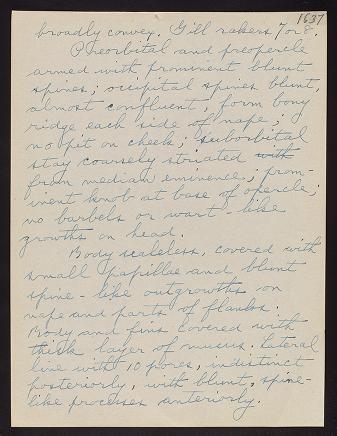 1637
broadly convex. Gill rakers 7 or 8.
Preorbital and preopercle
armed with prominent blunt
spines; occipital spines blunt,
almost confluent, form bony
ridge each side of nape;
no pit on cheek; suborbital
stay coarsely striated with
from median eminence; prom-
inent knob at base of opercle;
no barbels or wart-like
growths on head.
Body scaleless, covered with
small papillae and blunt
spine-like outgrowths on
nape and parts of flanks.
Body and fins covered with
thick layer of mucus. Lateral
line with 10 pores, indistinct
posteriorly, with blunt, spine-
like processes anteriorly.